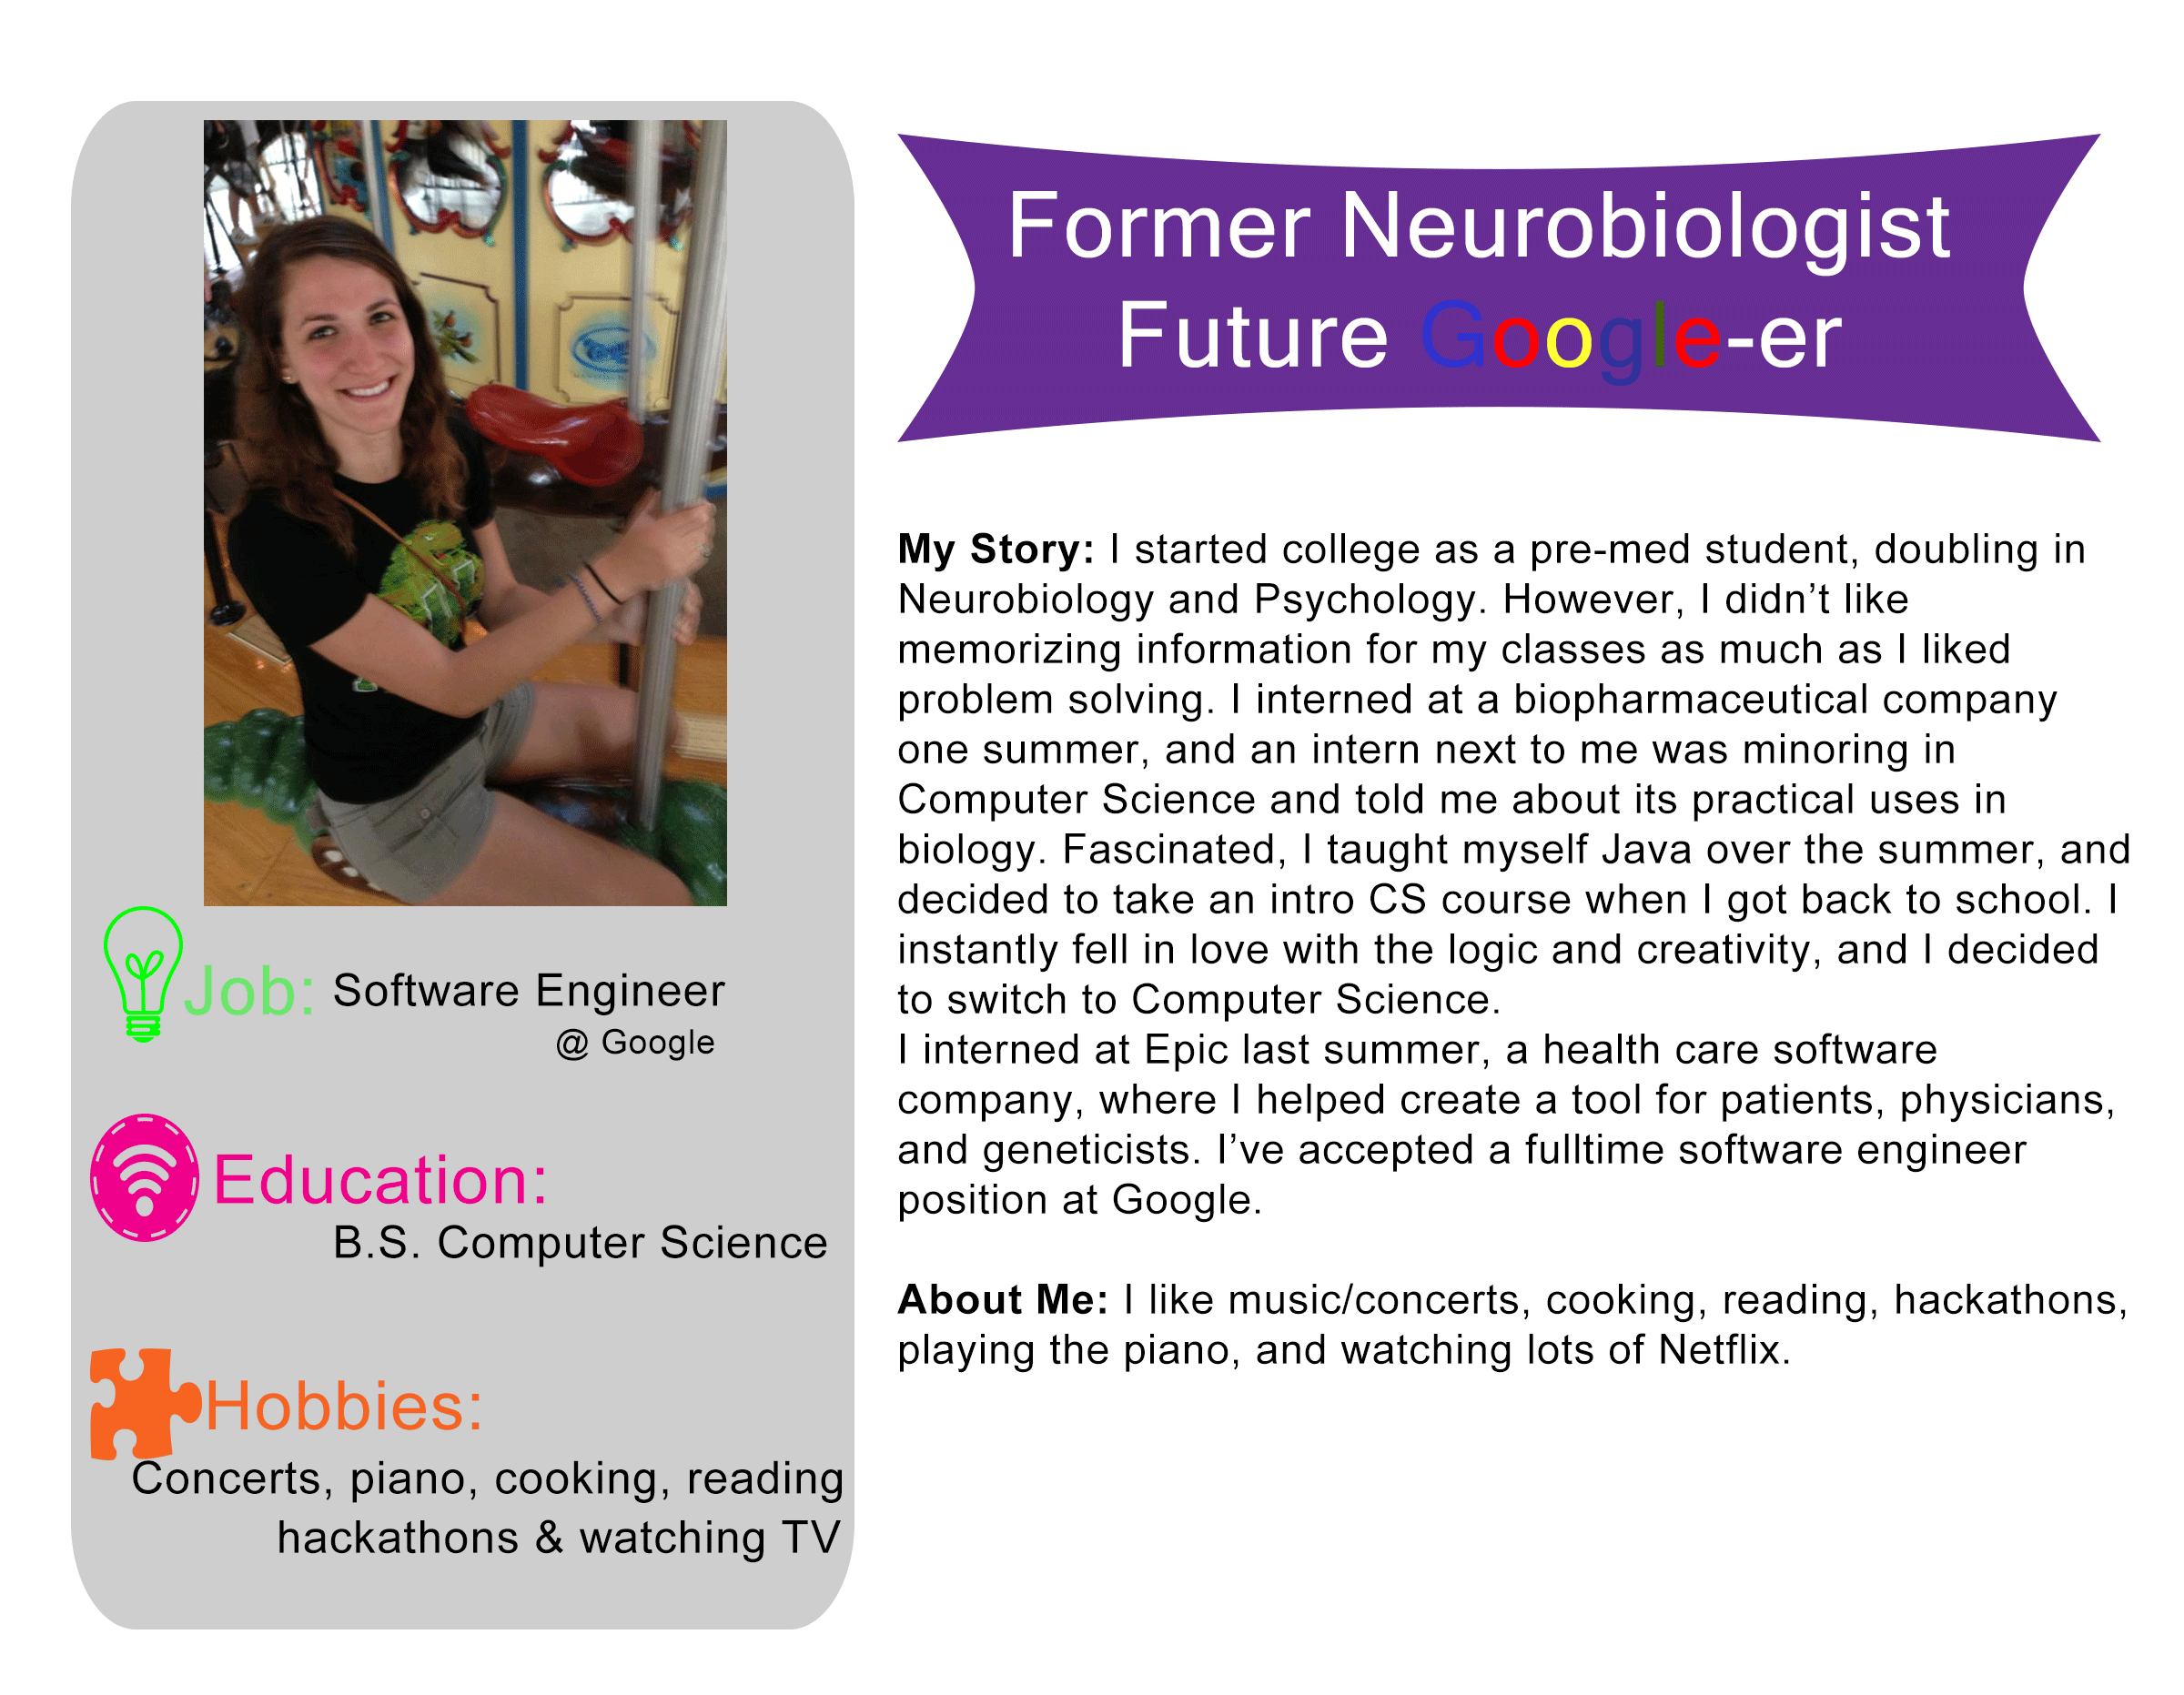 Former Neurobiologist
Future Google-er
Job: Software Engineer
@ Google
Education:
B.S. Computer Science
Hobbies:
Concerts, piano, cooking, reading
hackathons & watching TV
My Story: I started college as a pre-med student, doubling in
Neurobiology and Psychology. However, I didn’t like
memorizing information for my classes as much as I liked
problem solving. I interned at a biopharmaceutical company
one summer, and an intern next to me was minoring in
Computer Science and told me about its practical uses in
biology. Fascinated, I taught myself Java over the summer, and
decided to take an intro CS course when I got back to school. I
instantly fell in love with the logic and creativity, and I decided
to switch to Computer Science.
I interned at Epic last summer, a health care software
company, where I helped create a tool for patients, physicians,
and geneticists. I’ve accepted a fulltime software engineer
position at Google.
About Me: I like music/concerts, cooking, reading, hackathons,
playing the piano, and watching lots of Netflix.